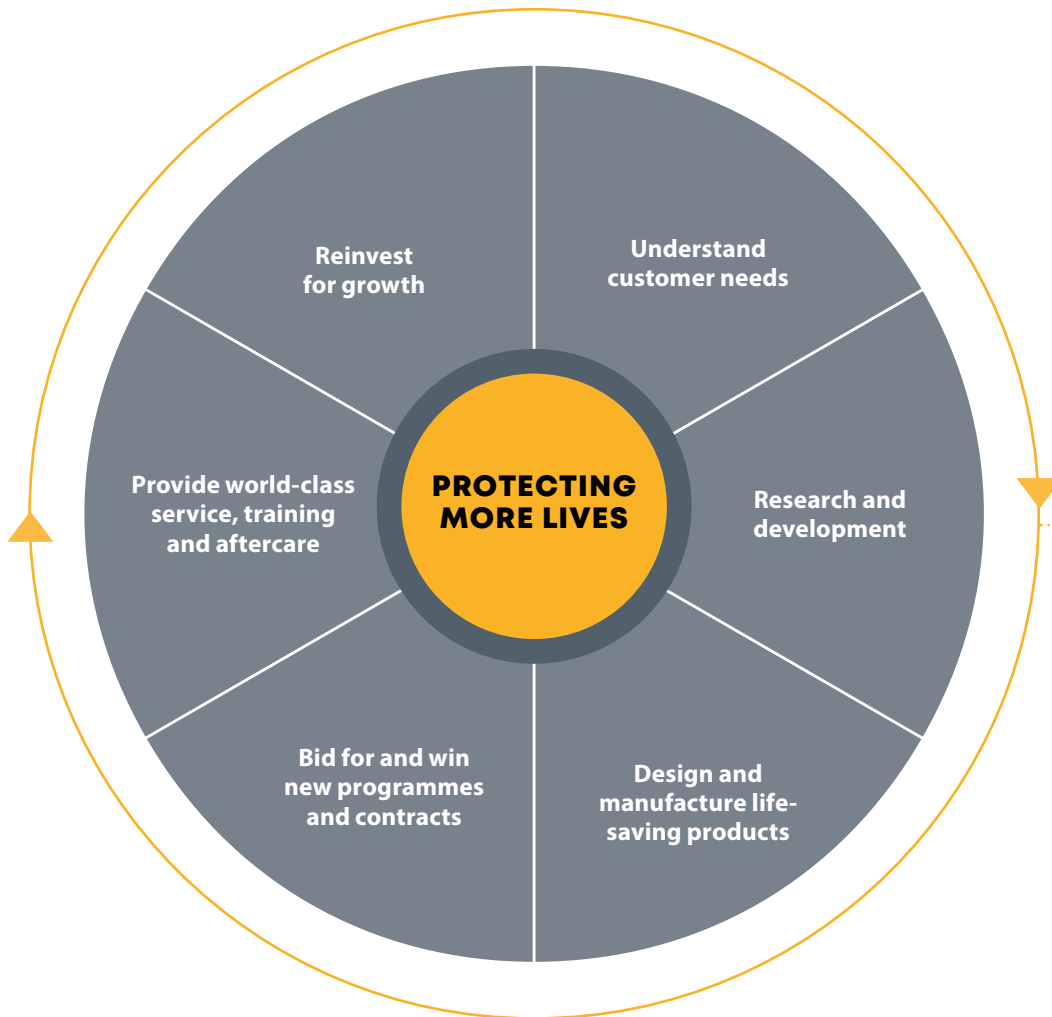 Reinvest
for growth
Understand
customer needs
Provide world-class
service, training
and aftercare
PROTECTING
MORE LIVES
Research and
development
Bid for and win
new programmes
and contracts
Design and
manufacture life-
saving products